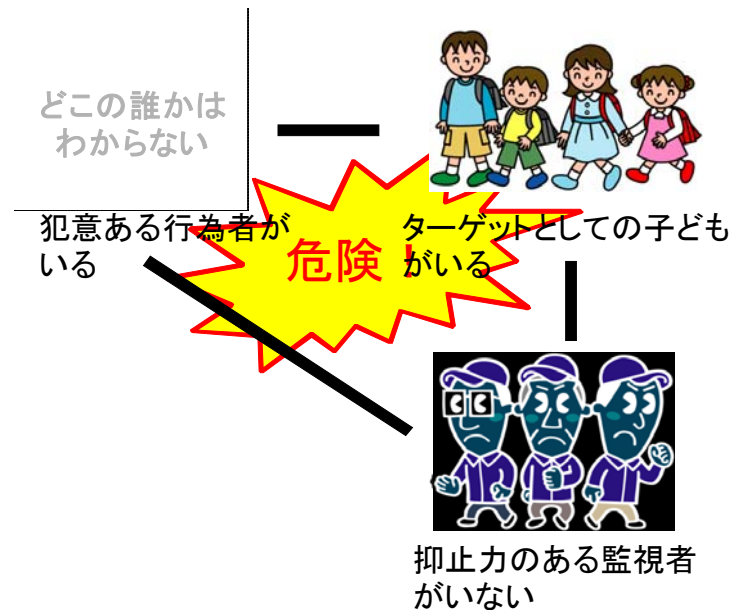 どこの誰かは
わからない
犯意ある行為者が
いる
ターゲットとしての子ども
がいる
危険！
抑止力のある監視者
がいない